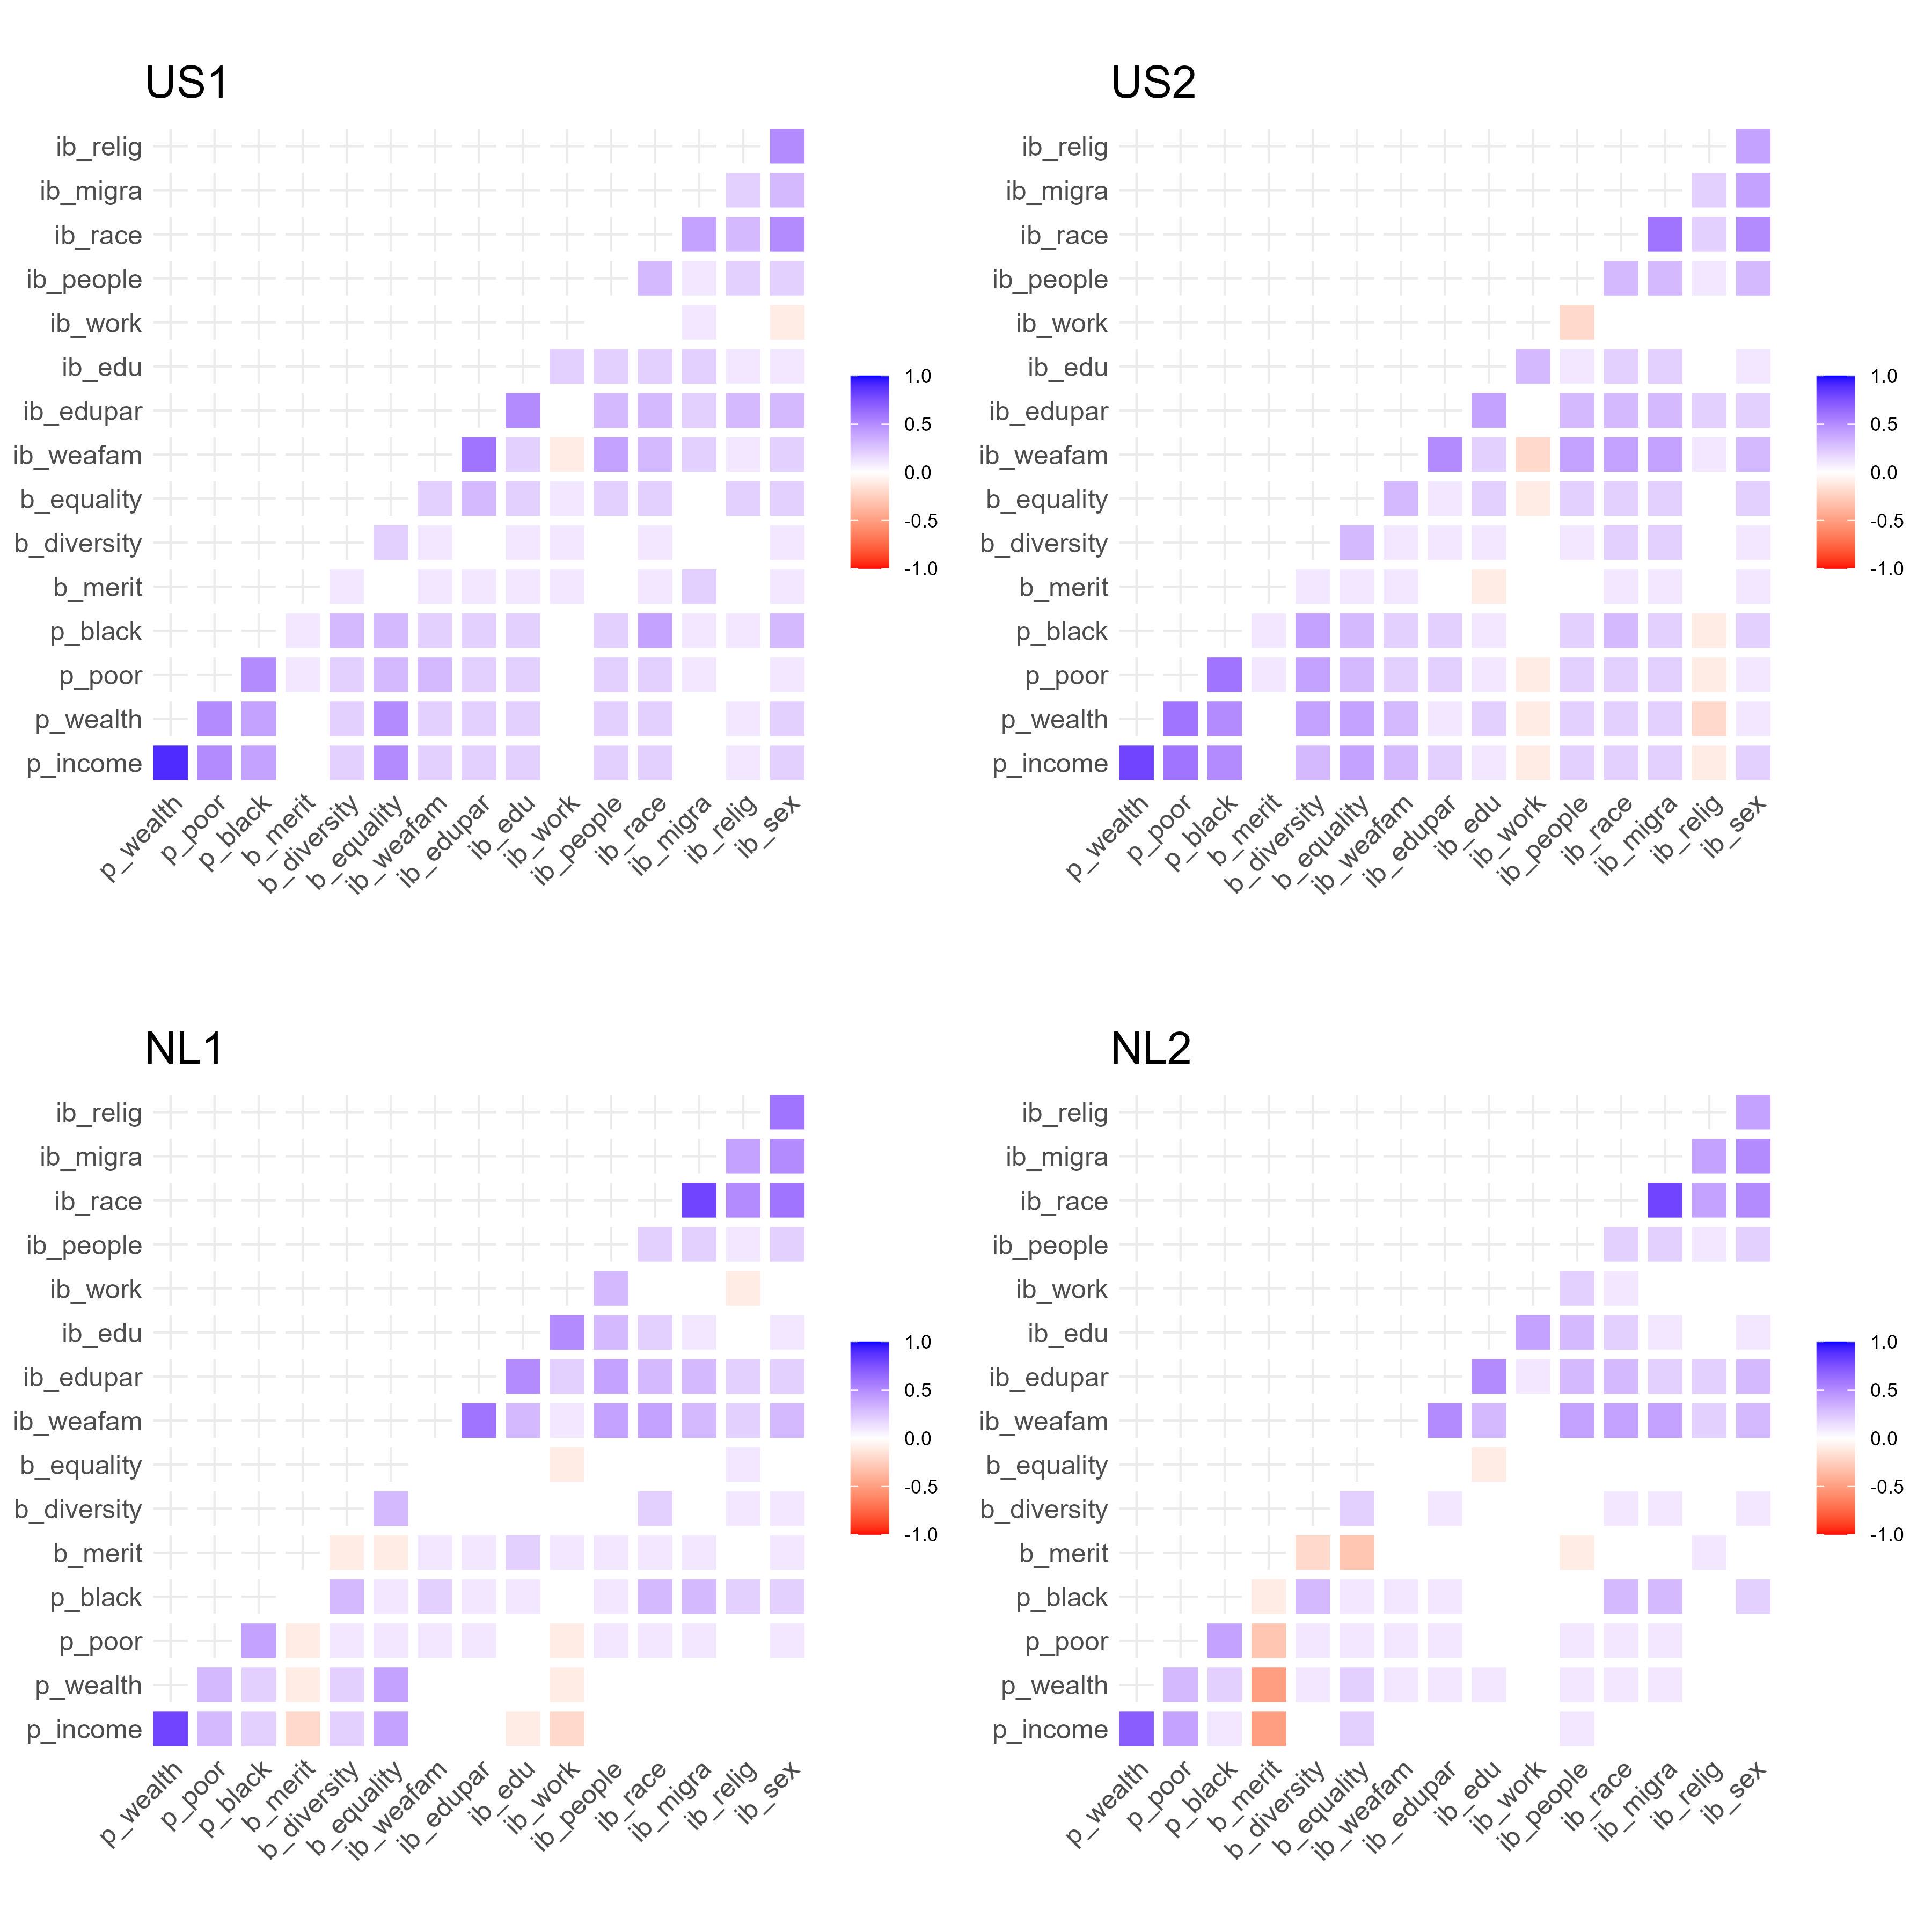 US1
ib_relig
ib_migra
ib_race
ib_people
ib_work
ib_edu
ib_edupar
ib_weafam
b_equality
b_diversity
b_merit
p_black
p_poor
p_wealth
p_income
p_wealth
p_poor
p_black
b_merit
b_diversity
b_equality
ib_weafam
ib_edupar
ib_edu
ib_work
ib_people
ib_race
ib_migra
ib_relig
ib_sex
1.0
0.5
0.0
-0.5
-1.0
US2
ib_relig
ib_migra
ib_race
ib_people
ib_work
ib_edu
ib_edupar
ib_weafam
b_equality
b_diversity
b_merit
p_black
p_poor
p_wealth
p_income
p_wealth
p_poor
p_black
b_merit
b_diversity
b_equality
ib_weafam
ib_edupar
ib_edu
ib_work
ib_people
ib_race
ib_migra
ib_relig
ib_sex
1.0
0.5
0.0
-0.5
-1.0
NL1
ib_relig
ib_migra
ib_race
ib_people
ib_work
ib_edu
ib_edupar
ib_weafam
b_equality
b_diversity
b_merit
p_black
p_poor
p_wealth
p_income
p_wealth
p_poor
p_black
b_merit
b_diversity
b_equality
ib_weafam
ib_edupar
ib_edu
ib_work
ib_people
ib_race
ib_migra
ib_relig
ib_sex
1.0
0.5
0.0
-0.5
-1.0
NL2
ib_relig
ib_migra
ib_race
ib_people
ib_work
ib_edu
ib_edupar
ib_weafam
b_equality
b_diversity
b_merit
p_black
p_poor
p_wealth
p_income
p_wealth
p_poor
p_black
b_merit
b_diversity
b_equality
ib_weafam
ib_edupar
ib_edu
ib_work
ib_people
ib_race
ib_migra
ib_relig
ib_sex
1.0
0.5
0.0
-0.5
-1.0